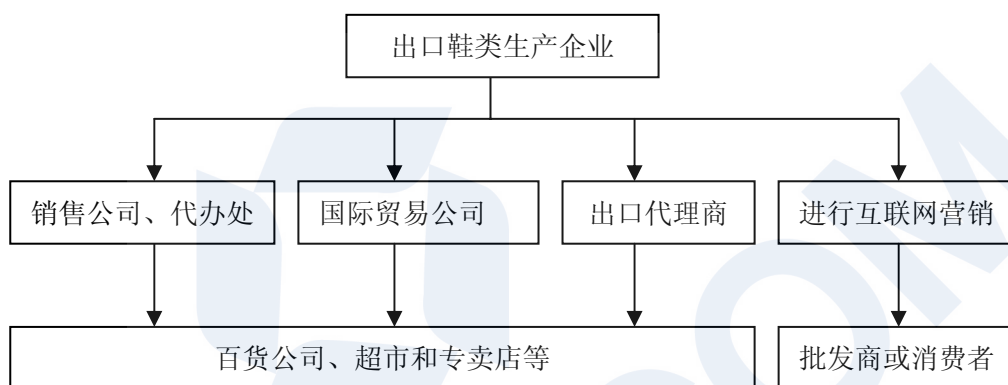 出口鞋类生产企业
销售公司、代办处
国际贸易公司
出口代理商
进行互联网营销
百货公司、超市和专卖店等
批发商或消费者